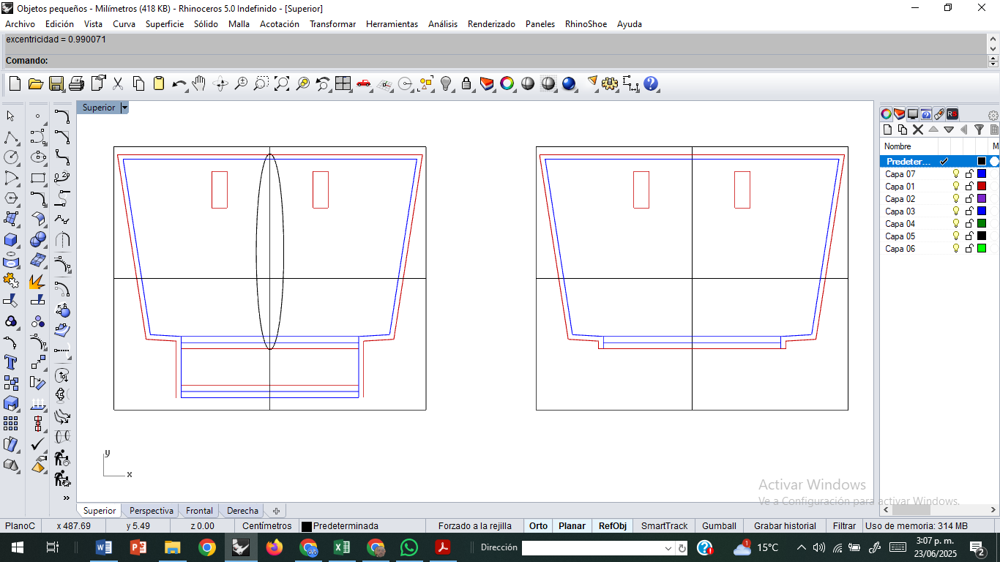 Objetos pequeños - Milímetros (418 KB) - Rhinoceros 5.0 Indefinido - [Superior]
Archivo Edición Vista Curva Superficie Sólido Malla Acotación Transformar Herramientas Análisis Renderizado Paneles RhinoShoe Ayuda
excentricidad = 0.990071
Comando:
Superior
Nombre M
Predeter...
Capa 07
Capa 01
Capa 02
Capa 03
Capa 04
Capa 05
Capa 06
y
x
Activar Windows
Ve a Configuración para activar Windows.
Superior Perspectiva Frontal Derecha
PlanoC x 487.69 y 5.49 z 0.00 Centímetros Predeterminada Forzado a la rejilla Orto Planar RefObj SmartTrack Gumball Grabar historial Filtrar Uso de memoria: 314 MB
Dirección 1 15°C 3:07 p. m.
23/06/2025 2